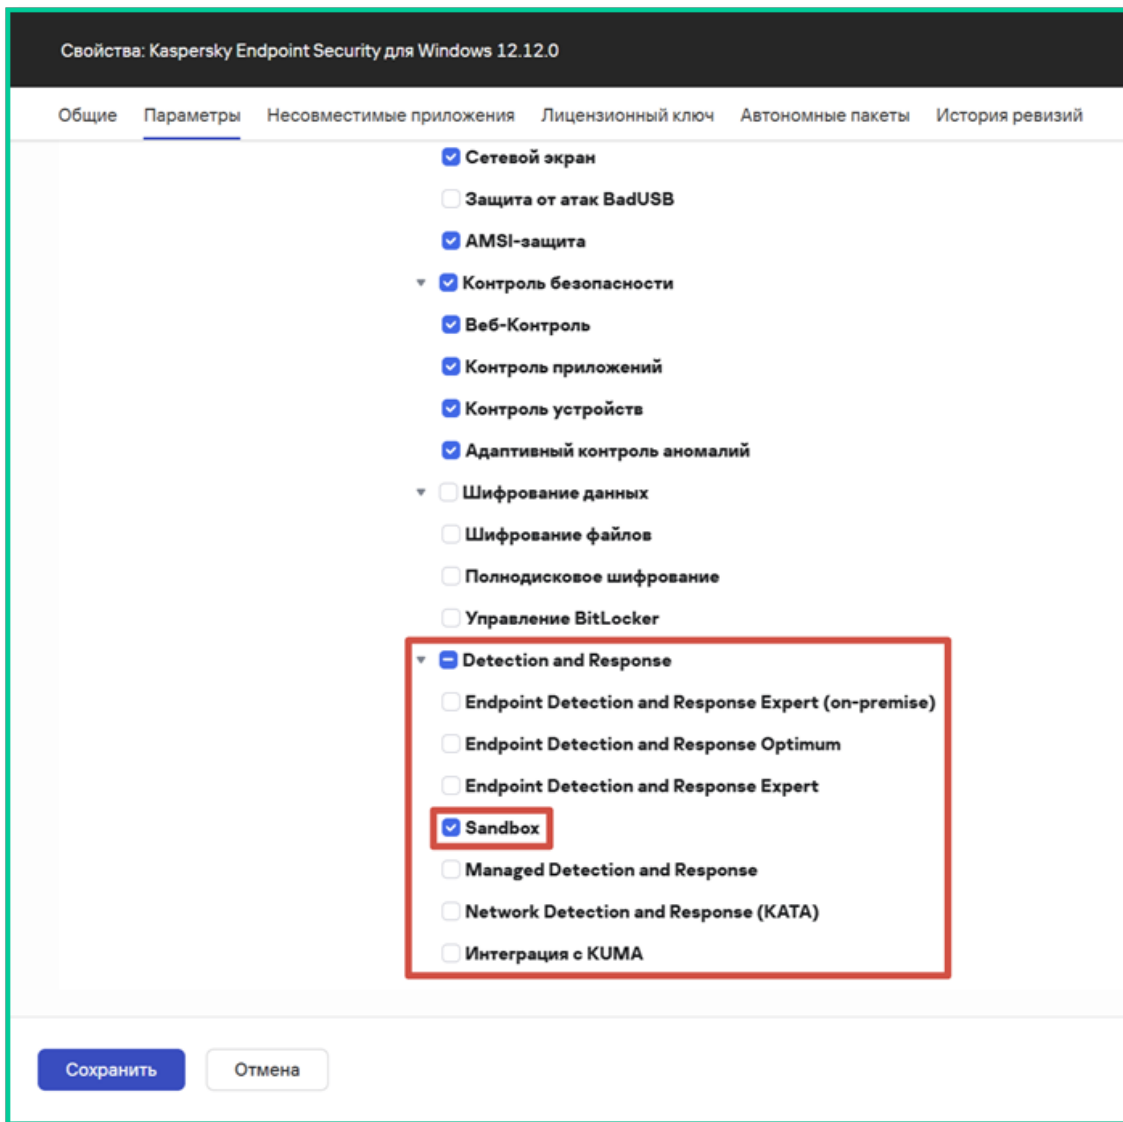 Свойства: Kaspersky Endpoint Security для Windows 12.12.0
Общие Параметры Несовместимые приложения Лицензионный ключ Автономные пакеты История ревизий
Сетевой экран
Защита от атак BadUSB
AMSI-защита
Контроль безопасности
Веб-Контроль
Контроль приложений
Контроль устройств
Адаптивный контроль аномалий
Шифрование данных
Шифрование файлов
Полнодисковое шифрование
Управление BitLocker
Detection and Response
Endpoint Detection and Response Expert (on-premise)
Endpoint Detection and Response Optimum
Endpoint Detection and Response Expert
Sandbox
Managed Detection and Response
Network Detection and Response (KATA)
Интеграция с KUMA
Сохранить Отмена